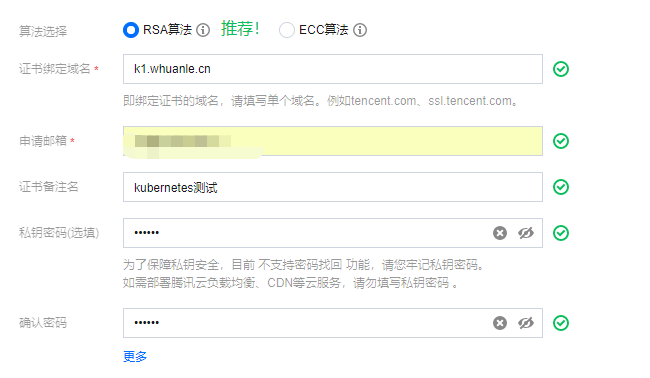 算法选择 RSA算法 推荐! ECC算法
证书绑定域名 * k1.whuanle.cn
即绑定证书的域名，请填写单个域名。例如tencent.com、ssl.tencent.com。
申请邮箱 *
证书备注名 kubernetes测试
私钥密码(选填) ••••••
为了保障私钥安全，目前 不支持密码找回 功能，请您牢记私钥密码。
如需部署腾讯云负载均衡、CDN等云服务，请勿填写私钥密码 。
确认密码 ••••••
更多